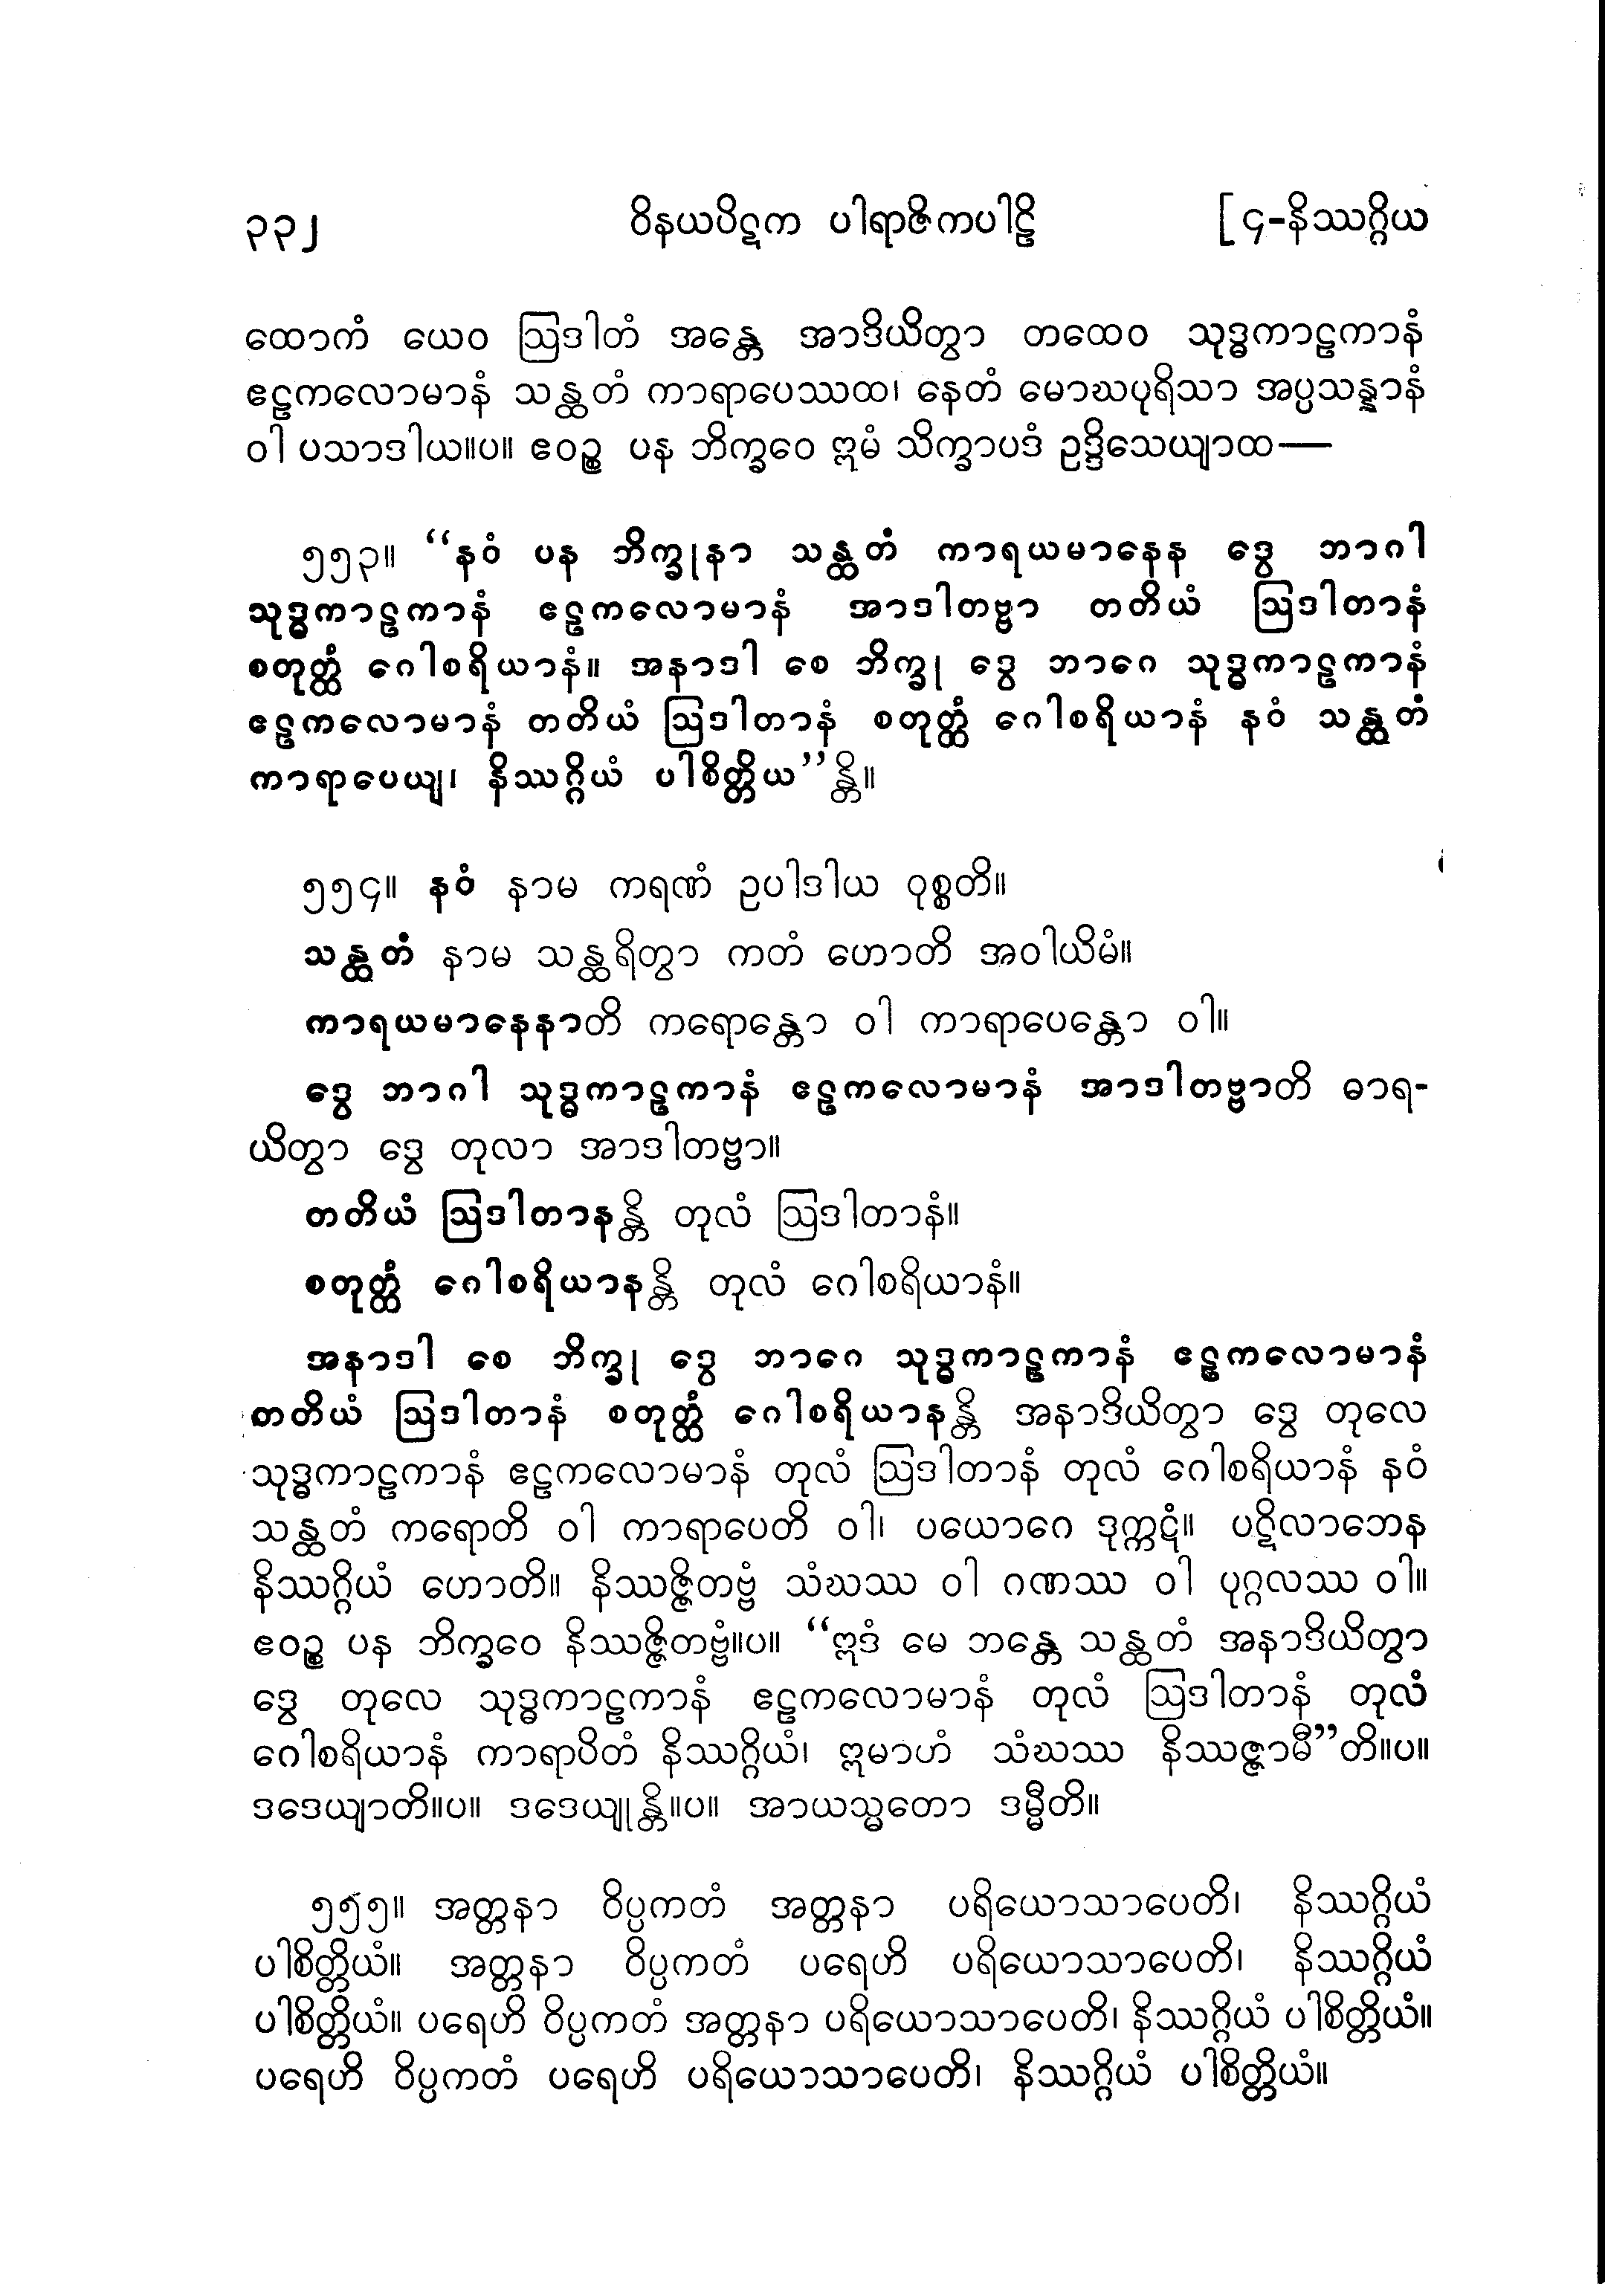 ၃၃၂ ဝိနယပိဋက ပါရာဇိကပါဠိ [၄-နိဿဂ္ဂိယ
ထောကံ ယေဝ ဩဒါတံ အန္တေ အာဒိယိတွာ တထေဝ သုဒ္ဓကာဠကာနံ
ဧဠကလောမာနံ သန္ထတံ ကာရာပေဿထ၊ နေတံ မောဃပုရိသာ အပ္ပသန္နာနံ
ဝါ ပသာဒါယ။ပ။ ဧဝဉ္စ ပန ဘိက္ခဝေ ဣမံ သိက္ခာပဒံ ဥဒ္ဒိသေယျာထ—
၅၅၃။ “နဝံ ပန ဘိက္ခုနာ သန္ထတံ ကာရယမာနေန ဒွေ ဘာဂါ
သုဒ္ဓကာဠကာနံ ဧဠကလောမာနံ အာဒါတဗ္ဗာ တတိယံ ဩဒါတာနံ
စတုတ္ထံ ဂေါစရိယာနံ။ အနာဒါ စေ ဘိက္ခု ဒွေ ဘာဂေ သုဒ္ဓကာဠကာနံ
ဧဠကလောမာနံ တတိယံ ဩဒါတာနံ စတုတ္ထံ ဂေါစရိယာနံ နဝံ သန္ထတံ
ကာရာပေယျ၊ နိဿဂ္ဂိယံ ပါစိတ္တိယ”န္တိ။
၅၅၄။ နဝံ နာမ ကရဏံ ဥပါဒါယ ဝုစ္စတိ။
သန္ထတံ နာမ သန္ထရိတွာ ကတံ ဟောတိ အဝါယိမံ။
ကာရယမာနေနာတိ ကရောန္တော ဝါ ကာရာပေန္တော ဝါ။
ဒွေ ဘာဂါ သုဒ္ဓကာဠကာနံ ဧဠကလောမာနံ အာဒါတဗ္ဗာတိ ဓာရ-
ယိတွာ ဒွေ တုလာ အာဒါတဗ္ဗာ။
တတိယံ ဩဒါတာနန္တိ တုလံ ဩဒါတာနံ။
စတုတ္ထံ ဂေါစရိယာနန္တိ တုလံ ဂေါစရိယာနံ။
အနာဒါ စေ ဘိက္ခု ဒွေ ဘာဂေ သုဒ္ဓကာဠကာနံ ဧဠကလောမာနံ
တတိယံ ဩဒါတာနံ စတုတ္ထံ ဂေါစရိယာနန္တိ အနာဒိယိတွာ ဒွေ တုလေ
သုဒ္ဓကာဠကာနံ ဧဠကလောမာနံ တုလံ ဩဒါတာနံ တုလံ ဂေါစရိယာနံ နဝံ
သန္ထတံ ကရောတိ ဝါ ကာရာပေတိ ဝါ၊ ပယောဂေ ဒုက္ကဋံ။ ပဋိလာဘေန
နိဿဂ္ဂိယံ ဟောတိ။ နိဿဇ္ဇိတဗ္ဗံ သံဃဿ ဝါ ဂဏဿ ဝါ ပုဂ္ဂလဿ ဝါ။
ဧဝဉ္စ ပန ဘိက္ခဝေ နိဿဇ္ဇိတဗ္ဗံ။ပ။ “ဣဒံ မေ ဘန္တေ သန္ထတံ အနာဒိယိတွာ
ဒွေ တုလေ သုဒ္ဓကာဠကာနံ ဧဠကလောမာနံ တုလံ ဩဒါတာနံ တုလံ
ဂေါစရိယာနံ ကာရာပိတံ နိဿဂ္ဂိယံ၊ ဣမာဟံ သံဃဿ နိဿဇ္ဇာမီ”တိ။ပ။
ဒဒေယျာတိ။ပ။ ဒဒေယျုန္တိ။ပ။ အာယသ္မတော ဒမ္မီတိ။
၅၅၅။ အတ္တနာ ဝိပ္ပကတံ အတ္တနာ ပရိယောသာပေတိ၊ နိဿဂ္ဂိယံ
ပါစိတ္တိယံ။ အတ္တနာ ဝိပ္ပကတံ ပရေဟိ ပရိယောသာပေတိ၊ နိဿဂ္ဂိယံ
ပါစိတ္တိယံ။ ပရေဟိ ဝိပ္ပကတံ အတ္တနာ ပရိယောသာပေတိ၊ နိဿဂ္ဂိယံ ပါစိတ္တိယံ။
ပရေဟိ ဝိပ္ပကတံ ပရေဟိ ပရိယောသာပေတိ၊ နိဿဂ္ဂိယံ ပါစိတ္တိယံ။